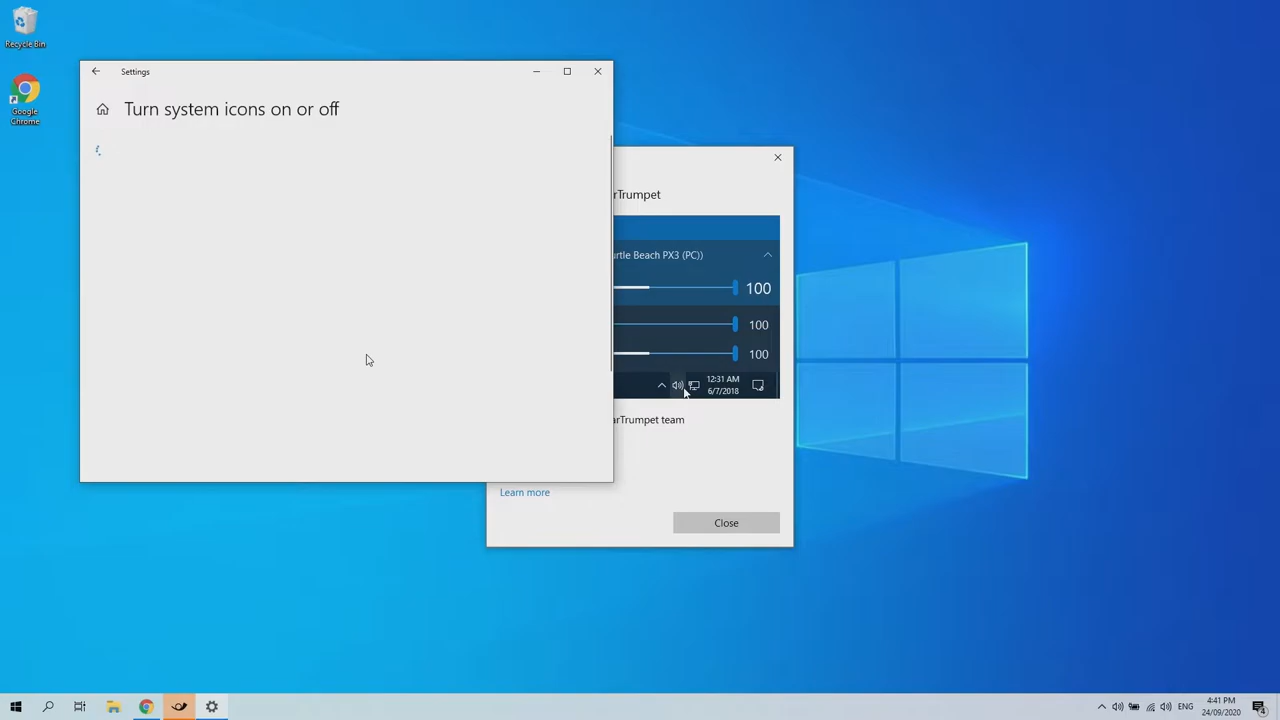 Recycle Bin
Google
Chrome
Settings
Turn system icons on or off
rTrumpet
urtle Beach PX3 (PC))
100
100
100
12:31 AM
6/7/2018
arTrumpet team
Learn more
Close
ENG
4:41 PM
24/09/2020
4